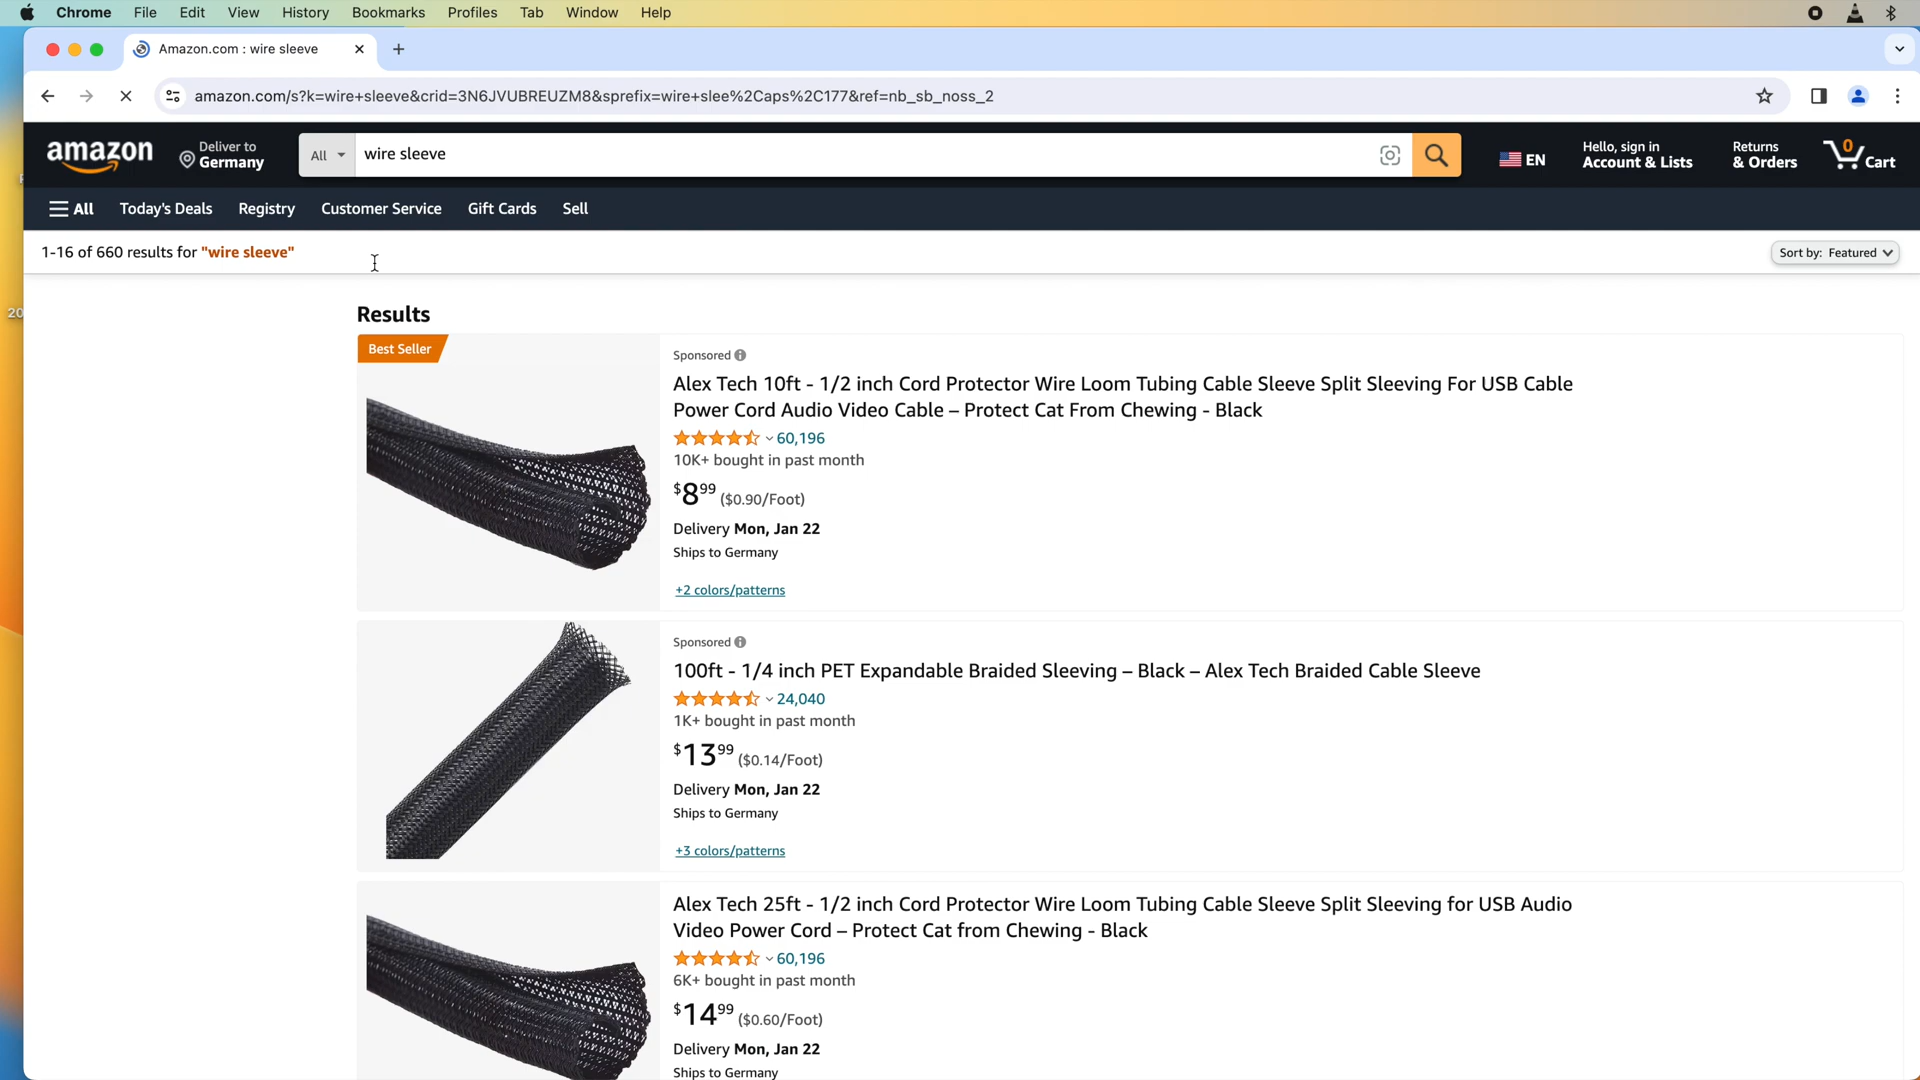 Chrome File Edit View History Bookmarks Profiles Tab Window Help
Amazon.com : wire sleeve
amazon.com/s?k=wire+sleeve&crid=3N6JVUBREUZM8&sprefix=wire+slee%2Caps%2C177&ref=nb_sb_noss_2
amazon
Deliver to
Germany
All
wire sleeve
EN
Hello, sign in
Account & Lists
Returns
& Orders
0
Cart
All Today's Deals Registry Customer Service Gift Cards Sell
1-16 of 660 results for "wire sleeve"
Sort by: Featured
20
Results
Best Seller
Sponsored
Alex Tech 10ft - 1/2 inch Cord Protector Wire Loom Tubing Cable Sleeve Split Sleeving For USB Cable
Power Cord Audio Video Cable – Protect Cat From Chewing - Black
60,196
10K+ bought in past month
$899 ($0.90/Foot)
Delivery Mon, Jan 22
Ships to Germany
+2 colors/patterns
Sponsored
100ft - 1/4 inch PET Expandable Braided Sleeving – Black – Alex Tech Braided Cable Sleeve
24,040
1K+ bought in past month
$1399 ($0.14/Foot)
Delivery Mon, Jan 22
Ships to Germany
+3 colors/patterns
Alex Tech 25ft - 1/2 inch Cord Protector Wire Loom Tubing Cable Sleeve Split Sleeving for USB Audio
Video Power Cord – Protect Cat from Chewing - Black
60,196
6K+ bought in past month
$1499 ($0.60/Foot)
Delivery Mon, Jan 22
Ships to Germany